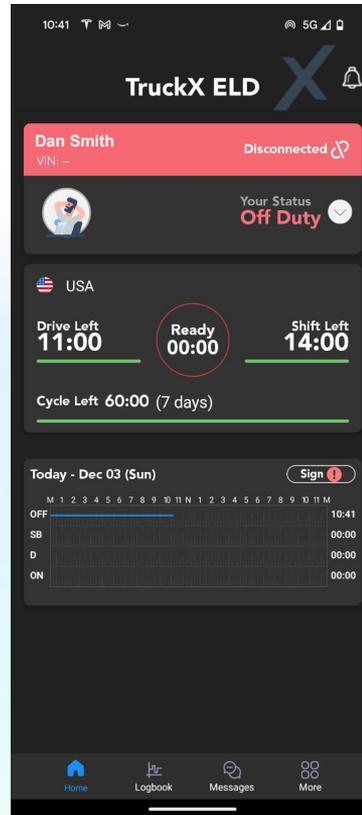 10:41 5G
TruckX ELD
Dan Smith
Disconnected
VIN: --
Your Status
Off Duty
USA
Drive Left
11:00
Ready
00:00
Shift Left
14:00
Cycle Left 60:00 (7 days)
Today - Dec 03 (Sun)
Sign !
M 1 2 3 4 5 6 7 8 9 10 11 N 1 2 3 4 5 6 7 8 9 10 11 M
OFF 10:41
SB 00:00
D 00:00
ON 00:00
Home Logbook Messages More